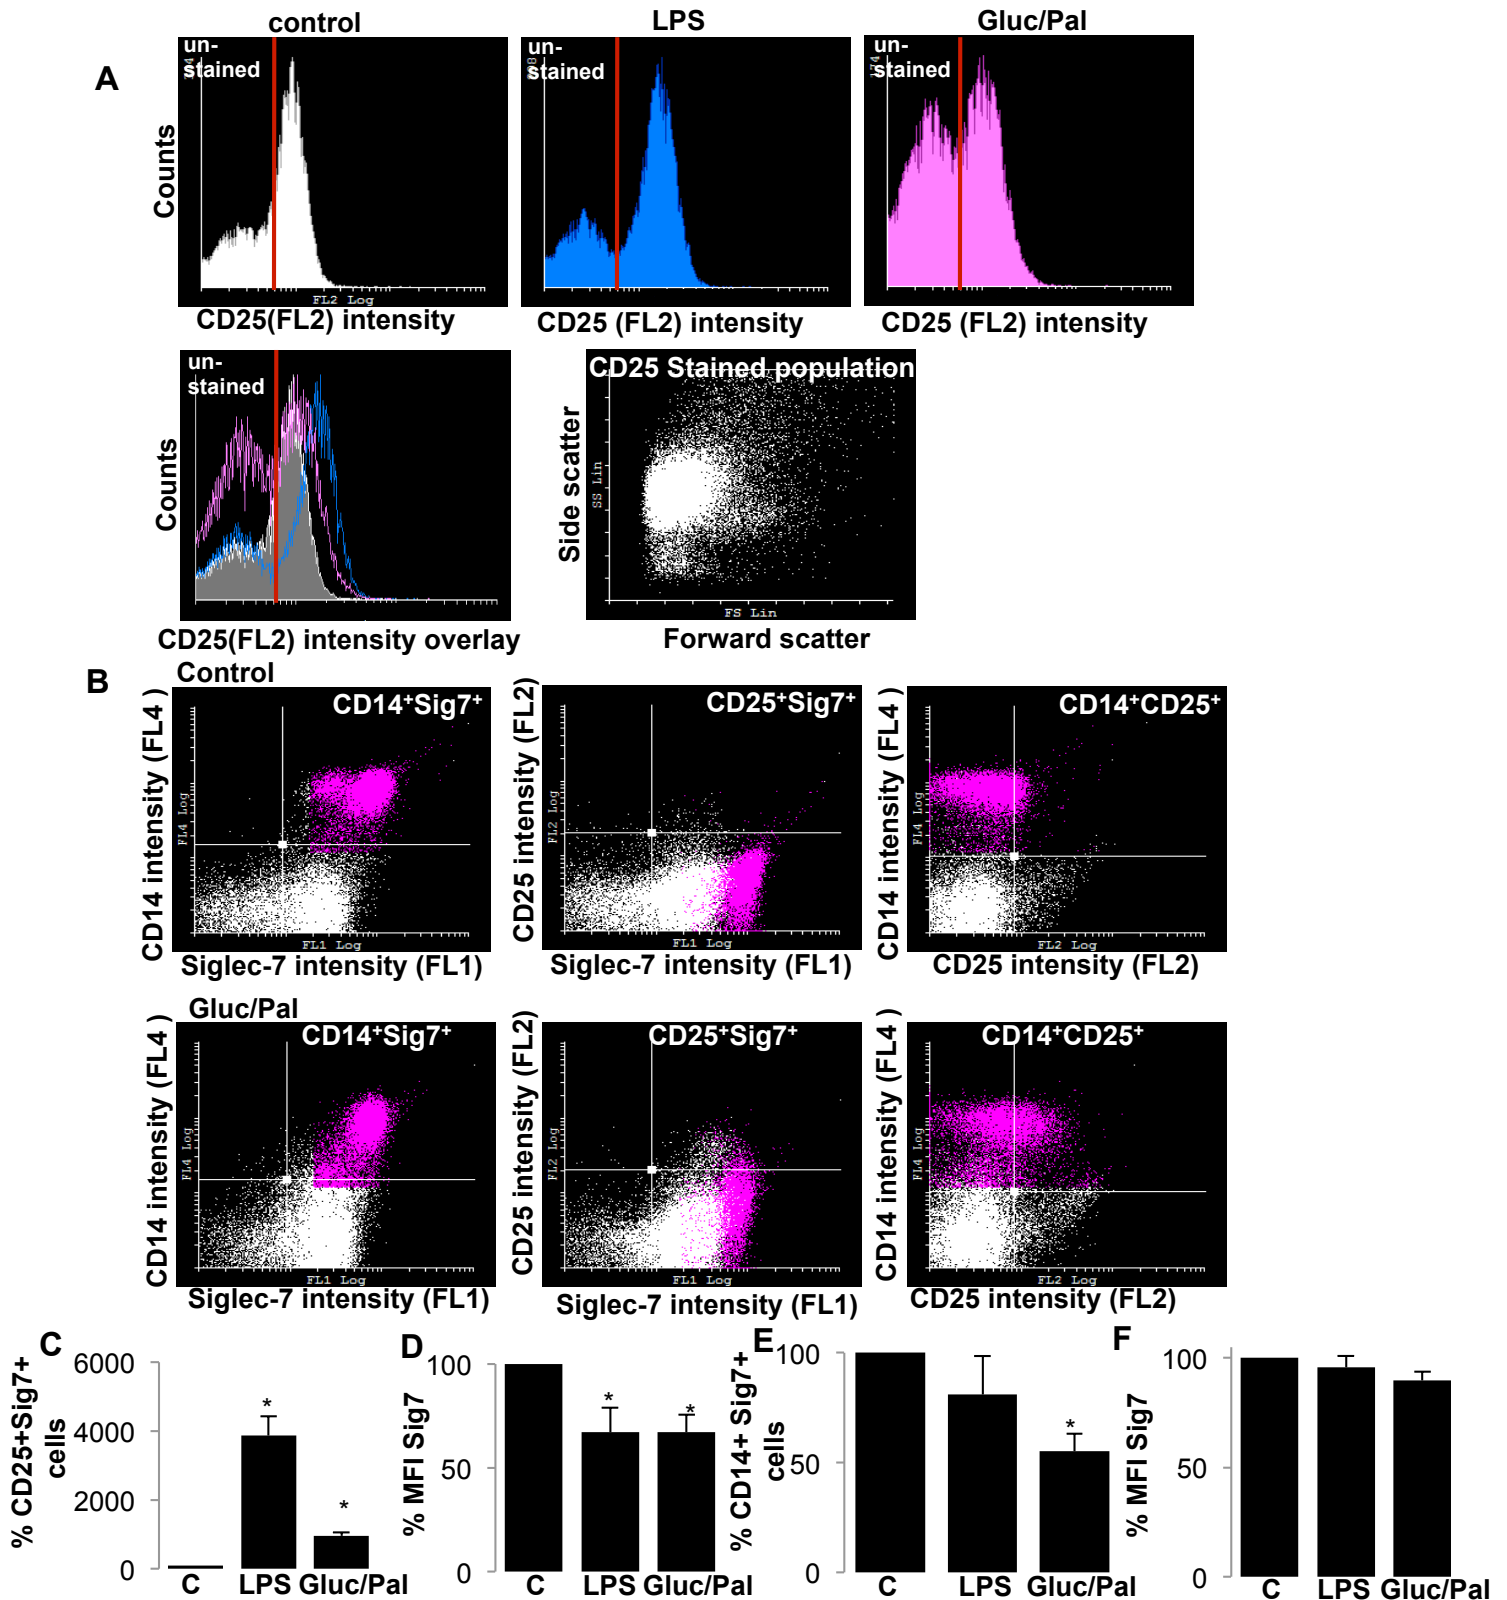 control
LPS
Gluc/Pal
A
un-
stained
un-
stained
un-
stained
Counts
FL2 Log
CD25(FL2) intensity
CD25 (FL2) intensity
CD25 (FL2) intensity
un-
stained
CD25 Stained population
Counts
Side scatter
SS Lin
FS Lin
CD25(FL2) intensity overlay
Forward scatter
B
Control
CD14+Sig7+
CD25+Sig7+
CD14+CD25+
CD14 intensity (FL4 )
FL4 Log
CD25 intensity (FL2)
FL2 Log
CD14 intensity (FL4 )
FL4 Log
FL1 Log
FL1 Log
FL2 Log
Siglec-7 intensity (FL1)
Siglec-7 intensity (FL1)
CD25 intensity (FL2)
Gluc/Pal
CD14+Sig7+
CD25+Sig7+
CD14+CD25+
CD14 intensity (FL4 )
FL4 Log
CD25 intensity (FL2)
FL2 Log
CD14 intensity (FL4 )
FL4 Log
FL1 Log
FL1 Log
FL2 Log
Siglec-7 intensity (FL1)
Siglec-7 intensity (FL1)
CD25 intensity (FL2)
C
% CD25+Sig7+
cells
6000
4000
2000
0
*
*
C LPS Gluc/Pal
D
% MFI Sig7
100
50
0
*
*
C LPS Gluc/Pal
E
% CD14+ Sig7+
cells
100
50
0
*
C LPS Gluc/Pal
F
% MFI Sig7
100
50
0
C LPS Gluc/Pal